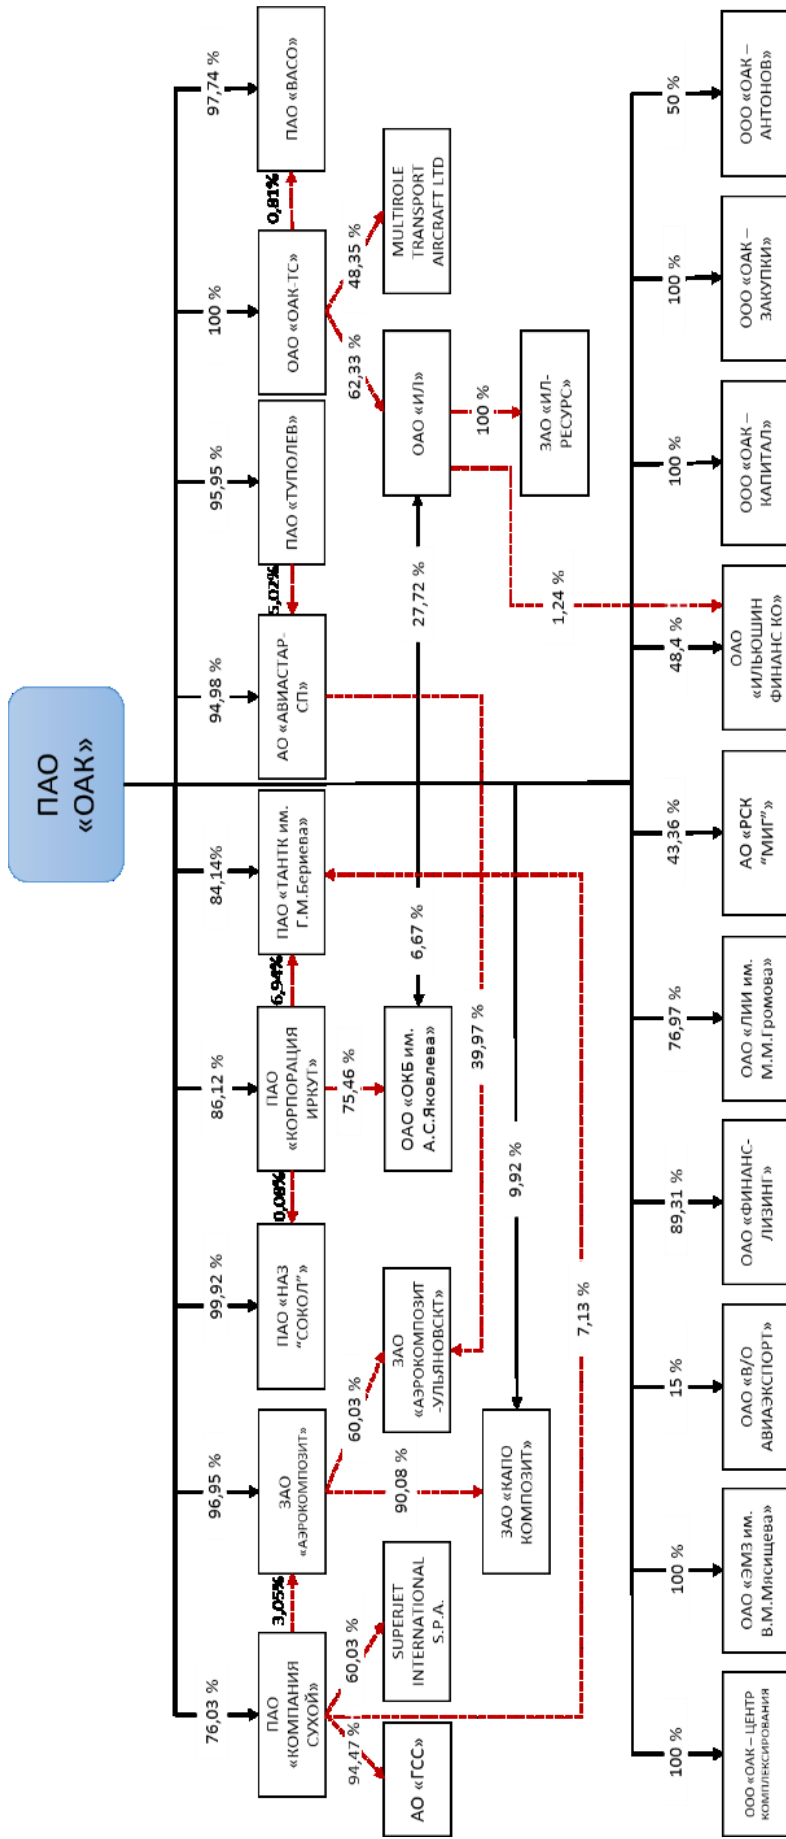 ПАО
«ОАК»
76,03 %
96,95 %
99,92 %
86,12 %
84,14%
94,98 %
95,95 %
100 %
97,74 %
ПАО
«КОМПАНИЯ
СУХОЙ»
3,05%
ЗАО
«АЭРОКОМПОЗИТ»
ПАО «НАЗ
“СОКОЛ”»
0,08%
ПАО
«КОРПОРАЦИЯ
ИРКУТ»
6,94%
ПАО «ТАНТК им.
Г.М.Бериева»
АО «АВИАСТАР-
СП»
5,02%
ПАО «ТУПОЛЕВ»
ОАО «ОАК-ТС»
0,81%
ПАО «ВАСО»
94,47 %
60,03 %
60,03 %
75,46 %
62,33 %
48,35 %
АО «ГСС»
SUPERJET
INTERNATIONAL
S.P.A.
ЗАО
«АЭРОКОМПОЗИТ
-УЛЬЯНОВСКТ»
ОАО «ОКБ им.
А.С.Яковлева»
6,67 %
27,72 %
ОАО «ИЛ»
MULTIROLE
TRANSPORT
AIRCRAFT LTD
90,08 %
39,97 %
100 %
ЗАО «КАПО
КОМПОЗИТ»
9,92 %
ЗАО «ИЛ-
РЕСУРС»
7,13 %
1,24 %
100 %
100 %
15 %
89,31 %
76,97 %
43,36 %
48,4 %
100 %
100 %
50 %
ООО «ОАК – ЦЕНТР
КОМПЛЕКСИРОВАНИЯ
ОАО «ЭМЗ им.
В.М.Мясищева»
ОАО «В/О
АВИАЭКСПОРТ»
ОАО «ФИНАНС-
ЛИЗИНГ»
ОАО «ЛИИ им.
М.М.Громова»
АО «РСК
“МИГ”»
ОАО
«ИЛЬЮШИН
ФИНАНС КО»
ООО «ОАК –
КАПИТАЛ»
ООО «ОАК –
ЗАКУПКИ»
ООО «ОАК –
АНТОНОВ»